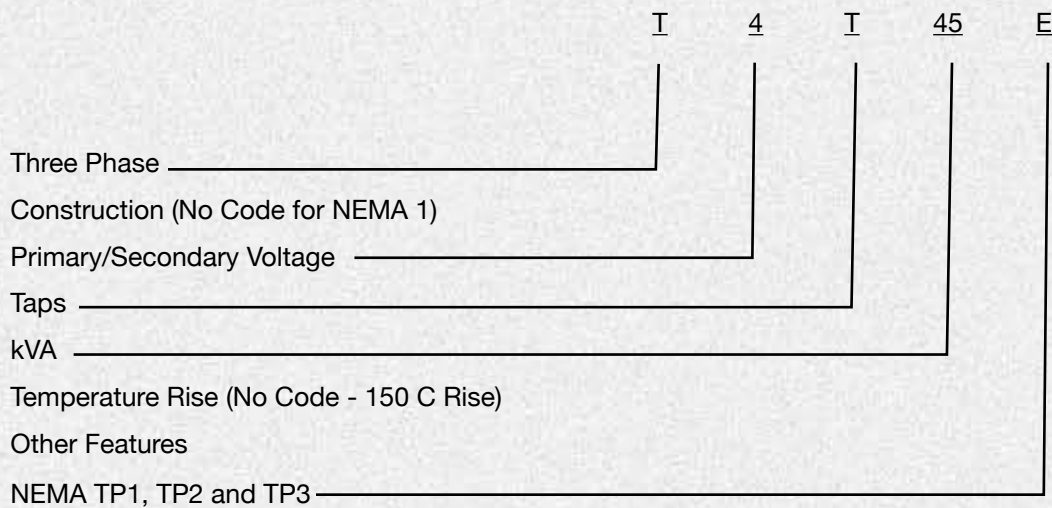 T 4 T 45 E
Three Phase
Construction (No Code for NEMA 1)
Primary/Secondary Voltage
Taps
kVA
Temperature Rise (No Code - 150 C Rise)
Other Features
NEMA TP1, TP2 and TP3